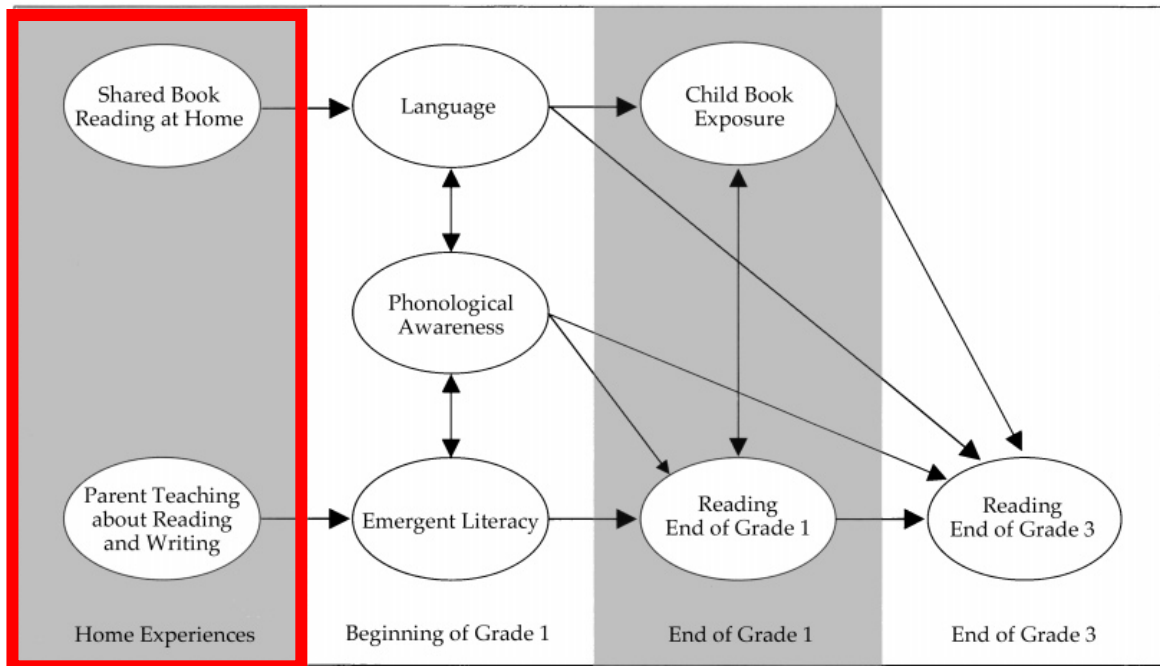 Shared Book
Reading at Home
Language
Child Book
Exposure
Phonological
Awareness
Parent Teaching
about Reading
and Writing
Emergent Literacy
Reading
End of Grade 1
Reading
End of Grade 3
Home Experiences
Beginning of Grade 1
End of Grade 1
End of Grade 3